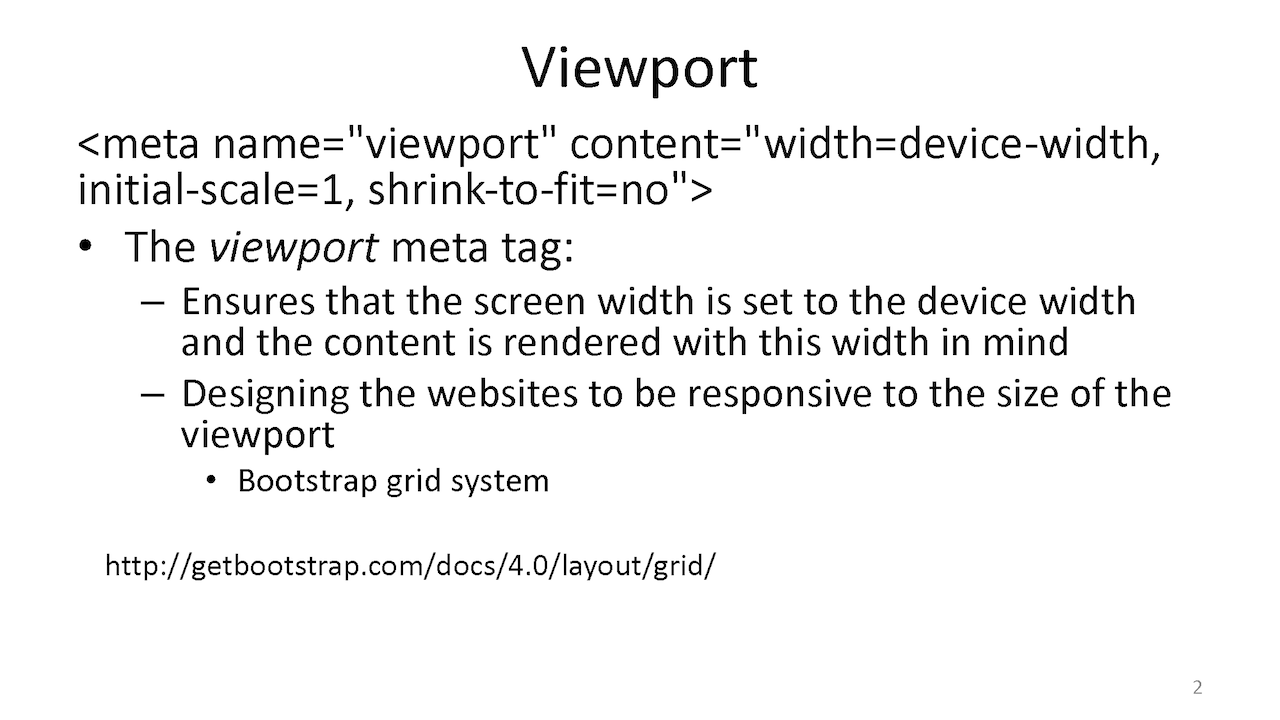 Viewport
<meta name="viewport" content="width=device-width,
initial-scale=1, shrink-to-fit=no">
• The viewport meta tag:
– Ensures that the screen width is set to the device width
and the content is rendered with this width in mind
– Designing the websites to be responsive to the size of the
viewport
• Bootstrap grid system
http://getbootstrap.com/docs/4.0/layout/grid/
2